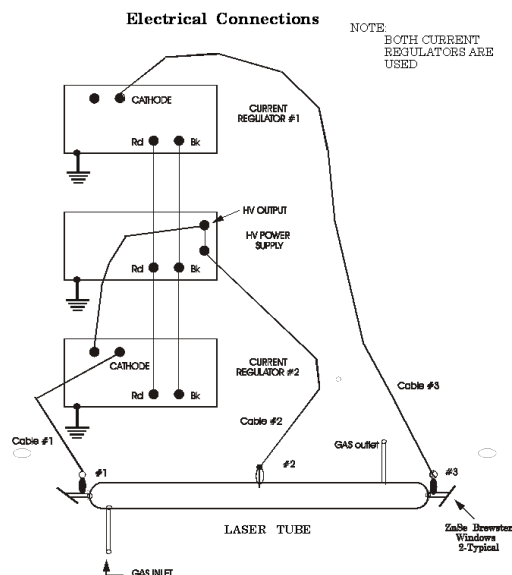 Electrical Connections
NOTE:
BOTH CURRENT
REGULATORS ARE
USED
CATHODE
CURRENT
REGULATOR #1
Rd
Bk
HV OUTPUT
HV POWER
SUPPLY
Rd
Bk
CATHODE
CURRENT
REGULATOR #2
Rd
Bk
Cable #3
Cable #2
Cable #1
GAS outlet
#1
#2
#3
LASER TUBE
ZnSe Brewster
Windows
2-Typical
GAS INLET